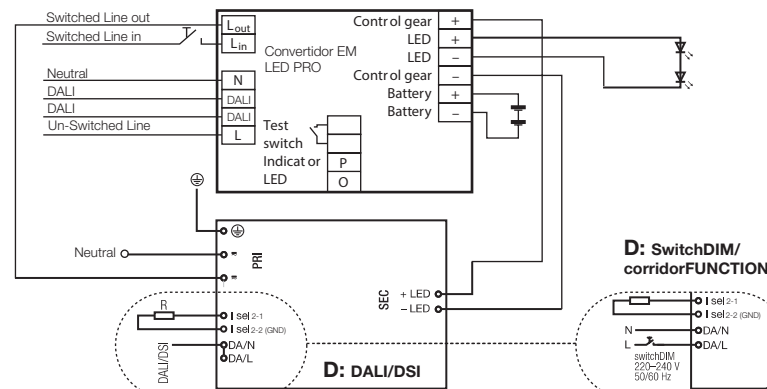 Switched Line out
Switched Line in
Neutral
DALI
DALI
Un-Switched Line
Lout
Lin
N
DALI
DALI
L
Convertidor EM
LED PRO
Test
switch
Indicat or
LED
P
O
Control gear
LED
LED
Control gear
Battery
Battery
+
+
–
–
+
–
Neutral
PRI
SEC
+ LED
– LED
R
I sel 2-1
I sel 2-2 (GND)
DA/N
DA/L
DALI/DSI
D: DALI/DSI
D: SwitchDIM/
corridorFUNCTION
I sel 2-1
I sel 2-2 (GND)
N
DA/N
L
DA/L
switchDIM
220–240 V
50/60 Hz